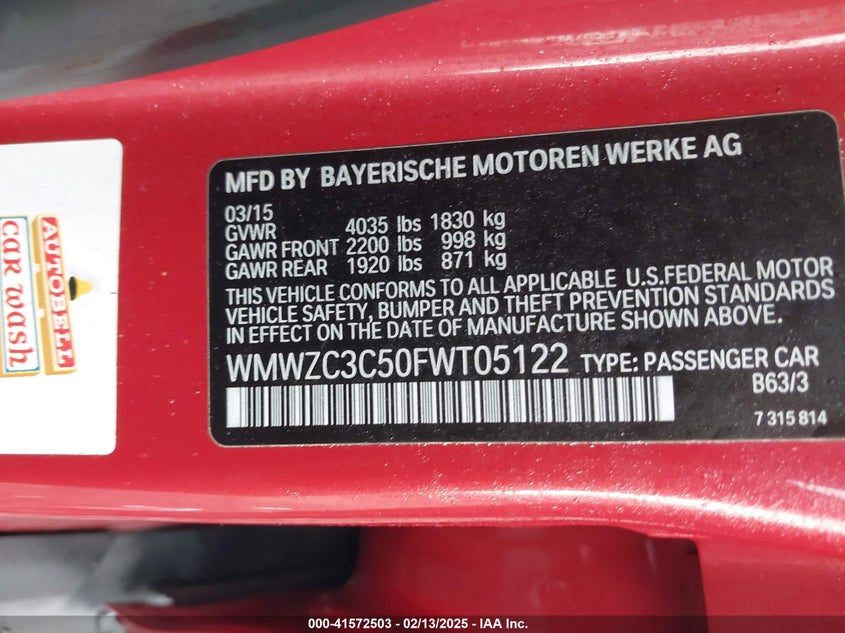 MFD BY BAYERISCHE MOTOREN WERKE AG
03/15
GVWR 4035 lbs 1830 kg
GAWR FRONT 2200 lbs 998 kg
GAWR REAR 1920 lbs 871 kg
THIS VEHICLE CONFORMS TO ALL APPLICABLE U.S.FEDERAL MOTOR
VEHICLE SAFETY, BUMPER AND THEFT PREVENTION STANDARDS
IN EFFECT ON THE DATE OF MANUFACTURE SHOWN ABOVE.
WMWZC3C50FWT05122 TYPE: PASSENGER CAR
B63/3
7 315 814
AUTOBELL
car wash
000-41572503 - 02/13/2025 - IAA Inc.